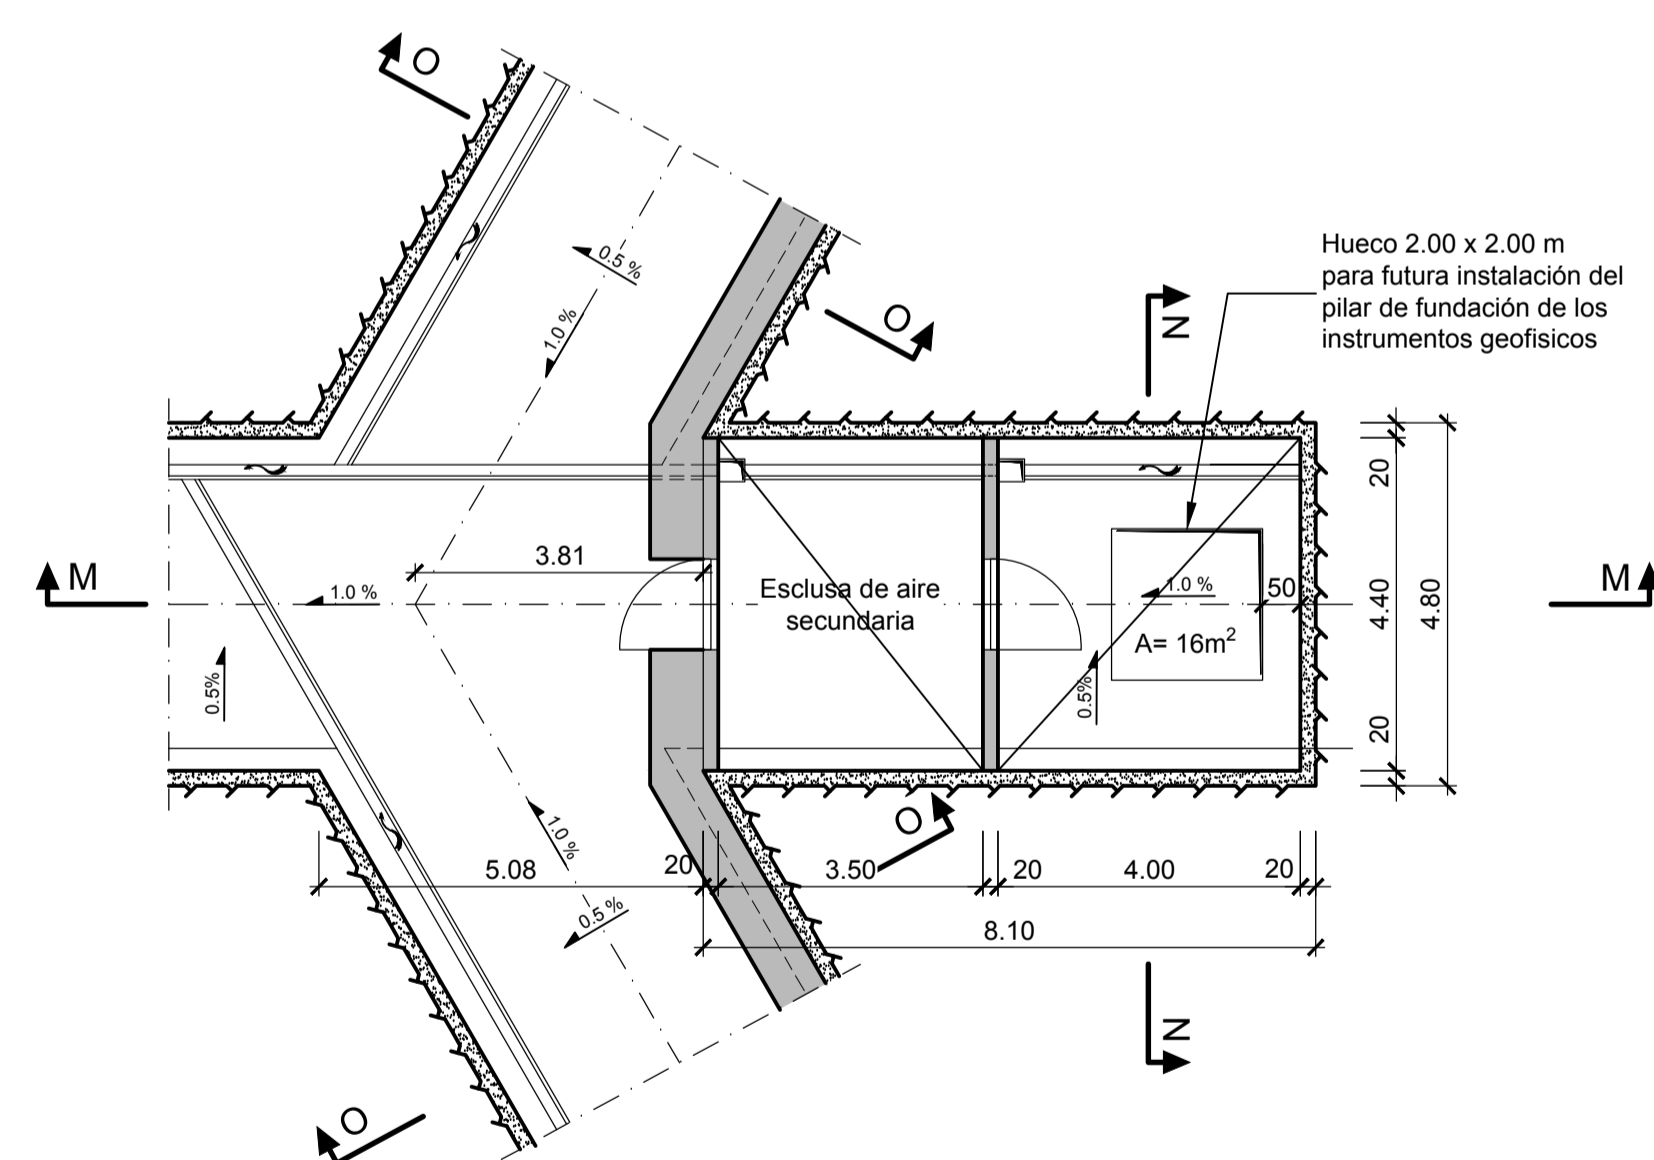 O
Hueco 2.00 x 2.00 m
para futura instalación del
pilar de fundación de los
instrumentos geofisicos
0.5 %
O
N
1.0 %
20
3.81
M
1.0 %
Esclusa de aire
secundaria
1.0 %
50
4.40
4.80
M
A= 16m²
0.5%
0.5%
20
1.0 %
O
5.08
20
3.50
20
4.00
20
0.5 %
8.10
N
O